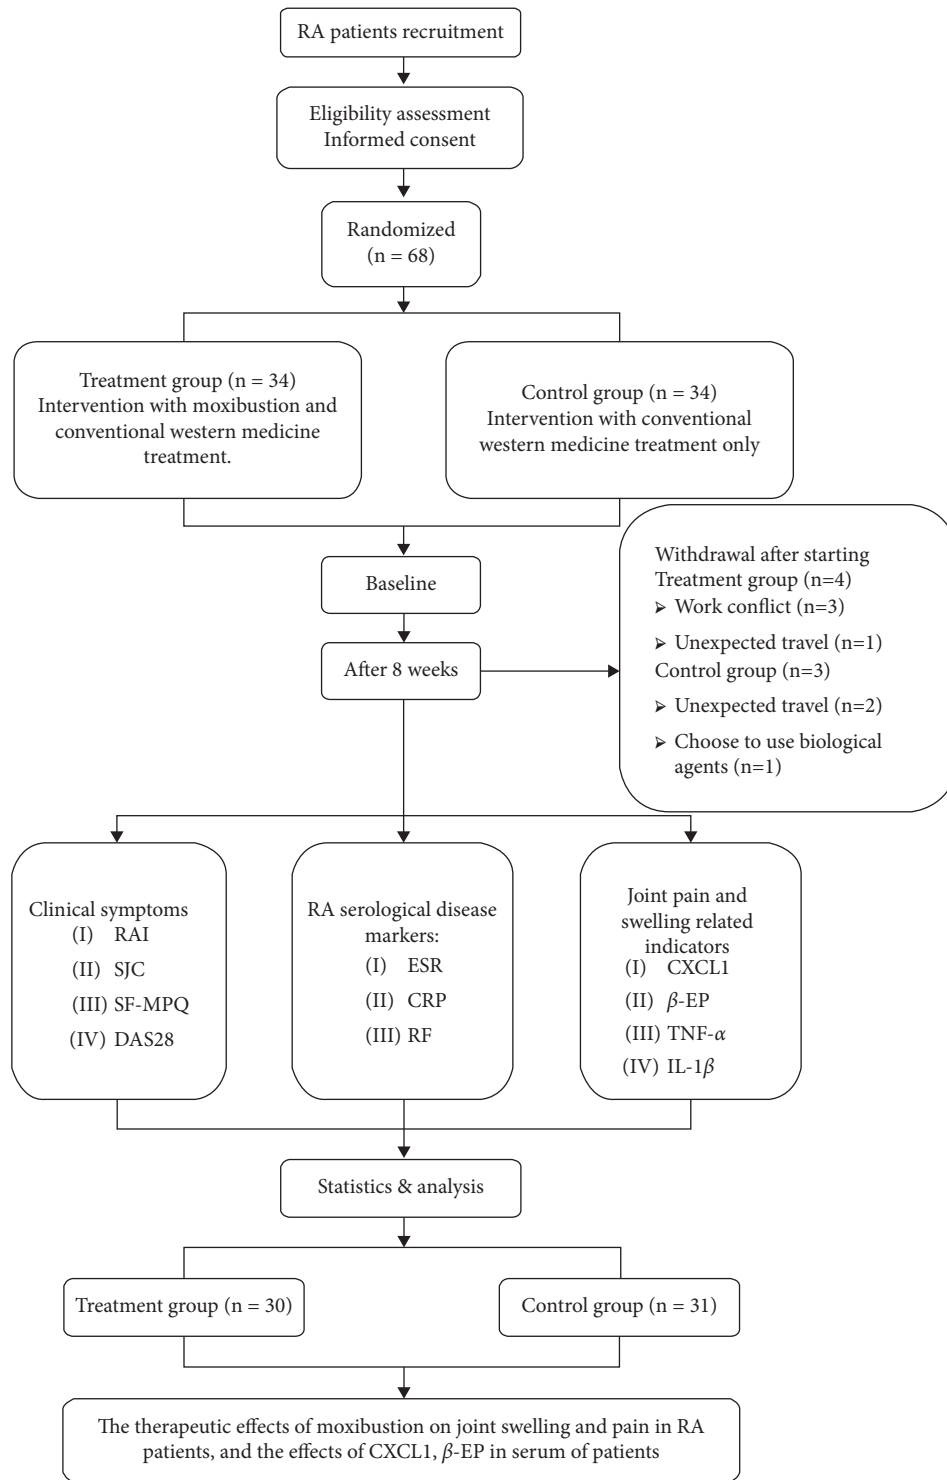 RA patients recruitment
Eligibility assessment
Informed consent
Randomized
(n = 68)
Treatment group (n = 34)
Intervention with moxibustion and
conventional western medicine
treatment.
Control group (n = 34)
Intervention with conventional
western medicine treatment only
Baseline
After 8 weeks
Withdrawal after starting
Treatment group (n=4)
➢ Work conflict (n=3)
➢ Unexpected travel (n=1)
Control group (n=3)
➢ Unexpected travel (n=2)
➢ Choose to use biological
agents (n=1)
Clinical symptoms
(I) RAI
(II) SJC
(III) SF-MPQ
(IV) DAS28
RA serological disease
markers:
(I) ESR
(II) CRP
(III) RF
Joint pain and
swelling related
indicators
(I) CXCL1
(II) β-EP
(III) TNF-α
(IV) IL-1β
Statistics & analysis
Treatment group (n = 30)
Control group (n = 31)
The therapeutic effects of moxibustion on joint swelling and pain in RA
patients, and the effects of CXCL1, β-EP in serum of patients